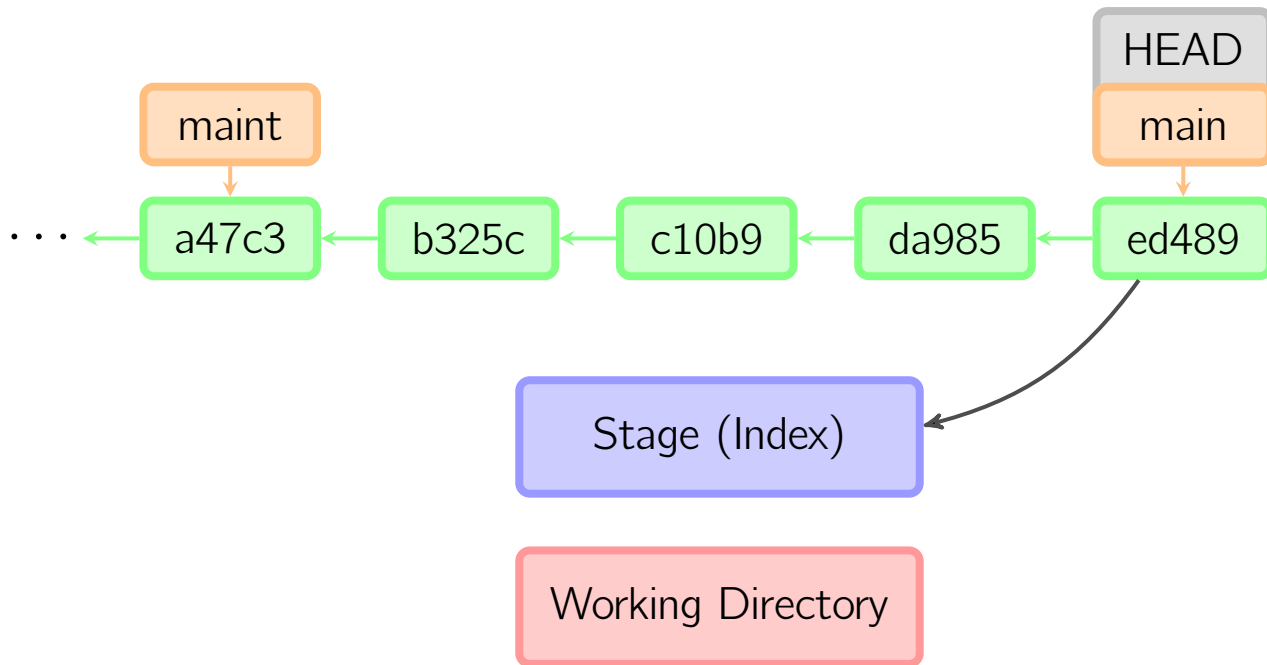 HEAD
maint
main
... a47c3 b325c c10b9 da985 ed489
Stage (Index)
Working Directory